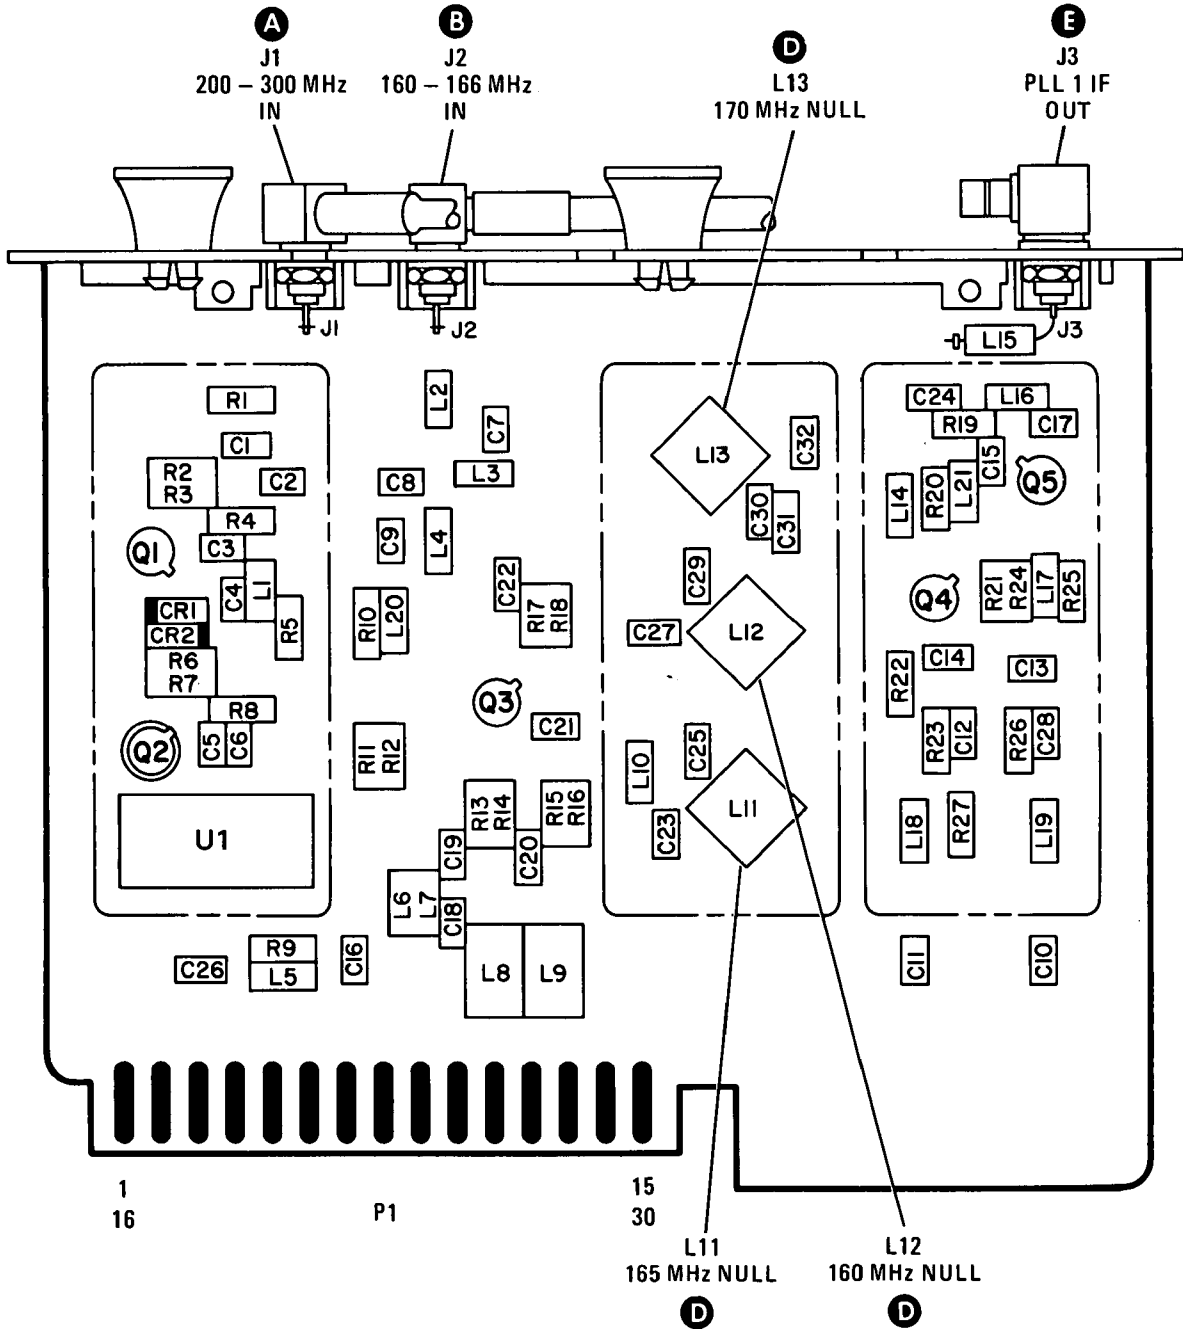 A
B
D
E
J1
200 – 300 MHz
IN
J2
160 – 166 MHz
IN
L13
170 MHz NULL
J3
PLL 1 IF
OUT
J1
J2
J3
L15
R1
C1
R2
R3
C2
R4
Q1
C3
C4
L1
R5
CR1
CR2
R6
R7
R8
Q2
C5
C6
U1
L2
C7
C8
L3
C9
L4
C22
R10
L20
R17
R18
Q3
C21
R11
R12
R13
R14
R15
R16
C19
C20
L6
L7
C18
R9
L5
C26
C16
L8
L9
L13
C32
C30
C31
C29
C27
L12
L10
C25
L11
C23
C24
L16
R19
C17
C15
L14
R20
L21
Q5
Q4
R21
R24
L17
R25
C14
C13
R22
R23
C12
R26
C28
L18
R27
L19
C11
C10
1
16
P1
15
30
L11
165 MHz NULL
D
L12
160 MHz NULL
D